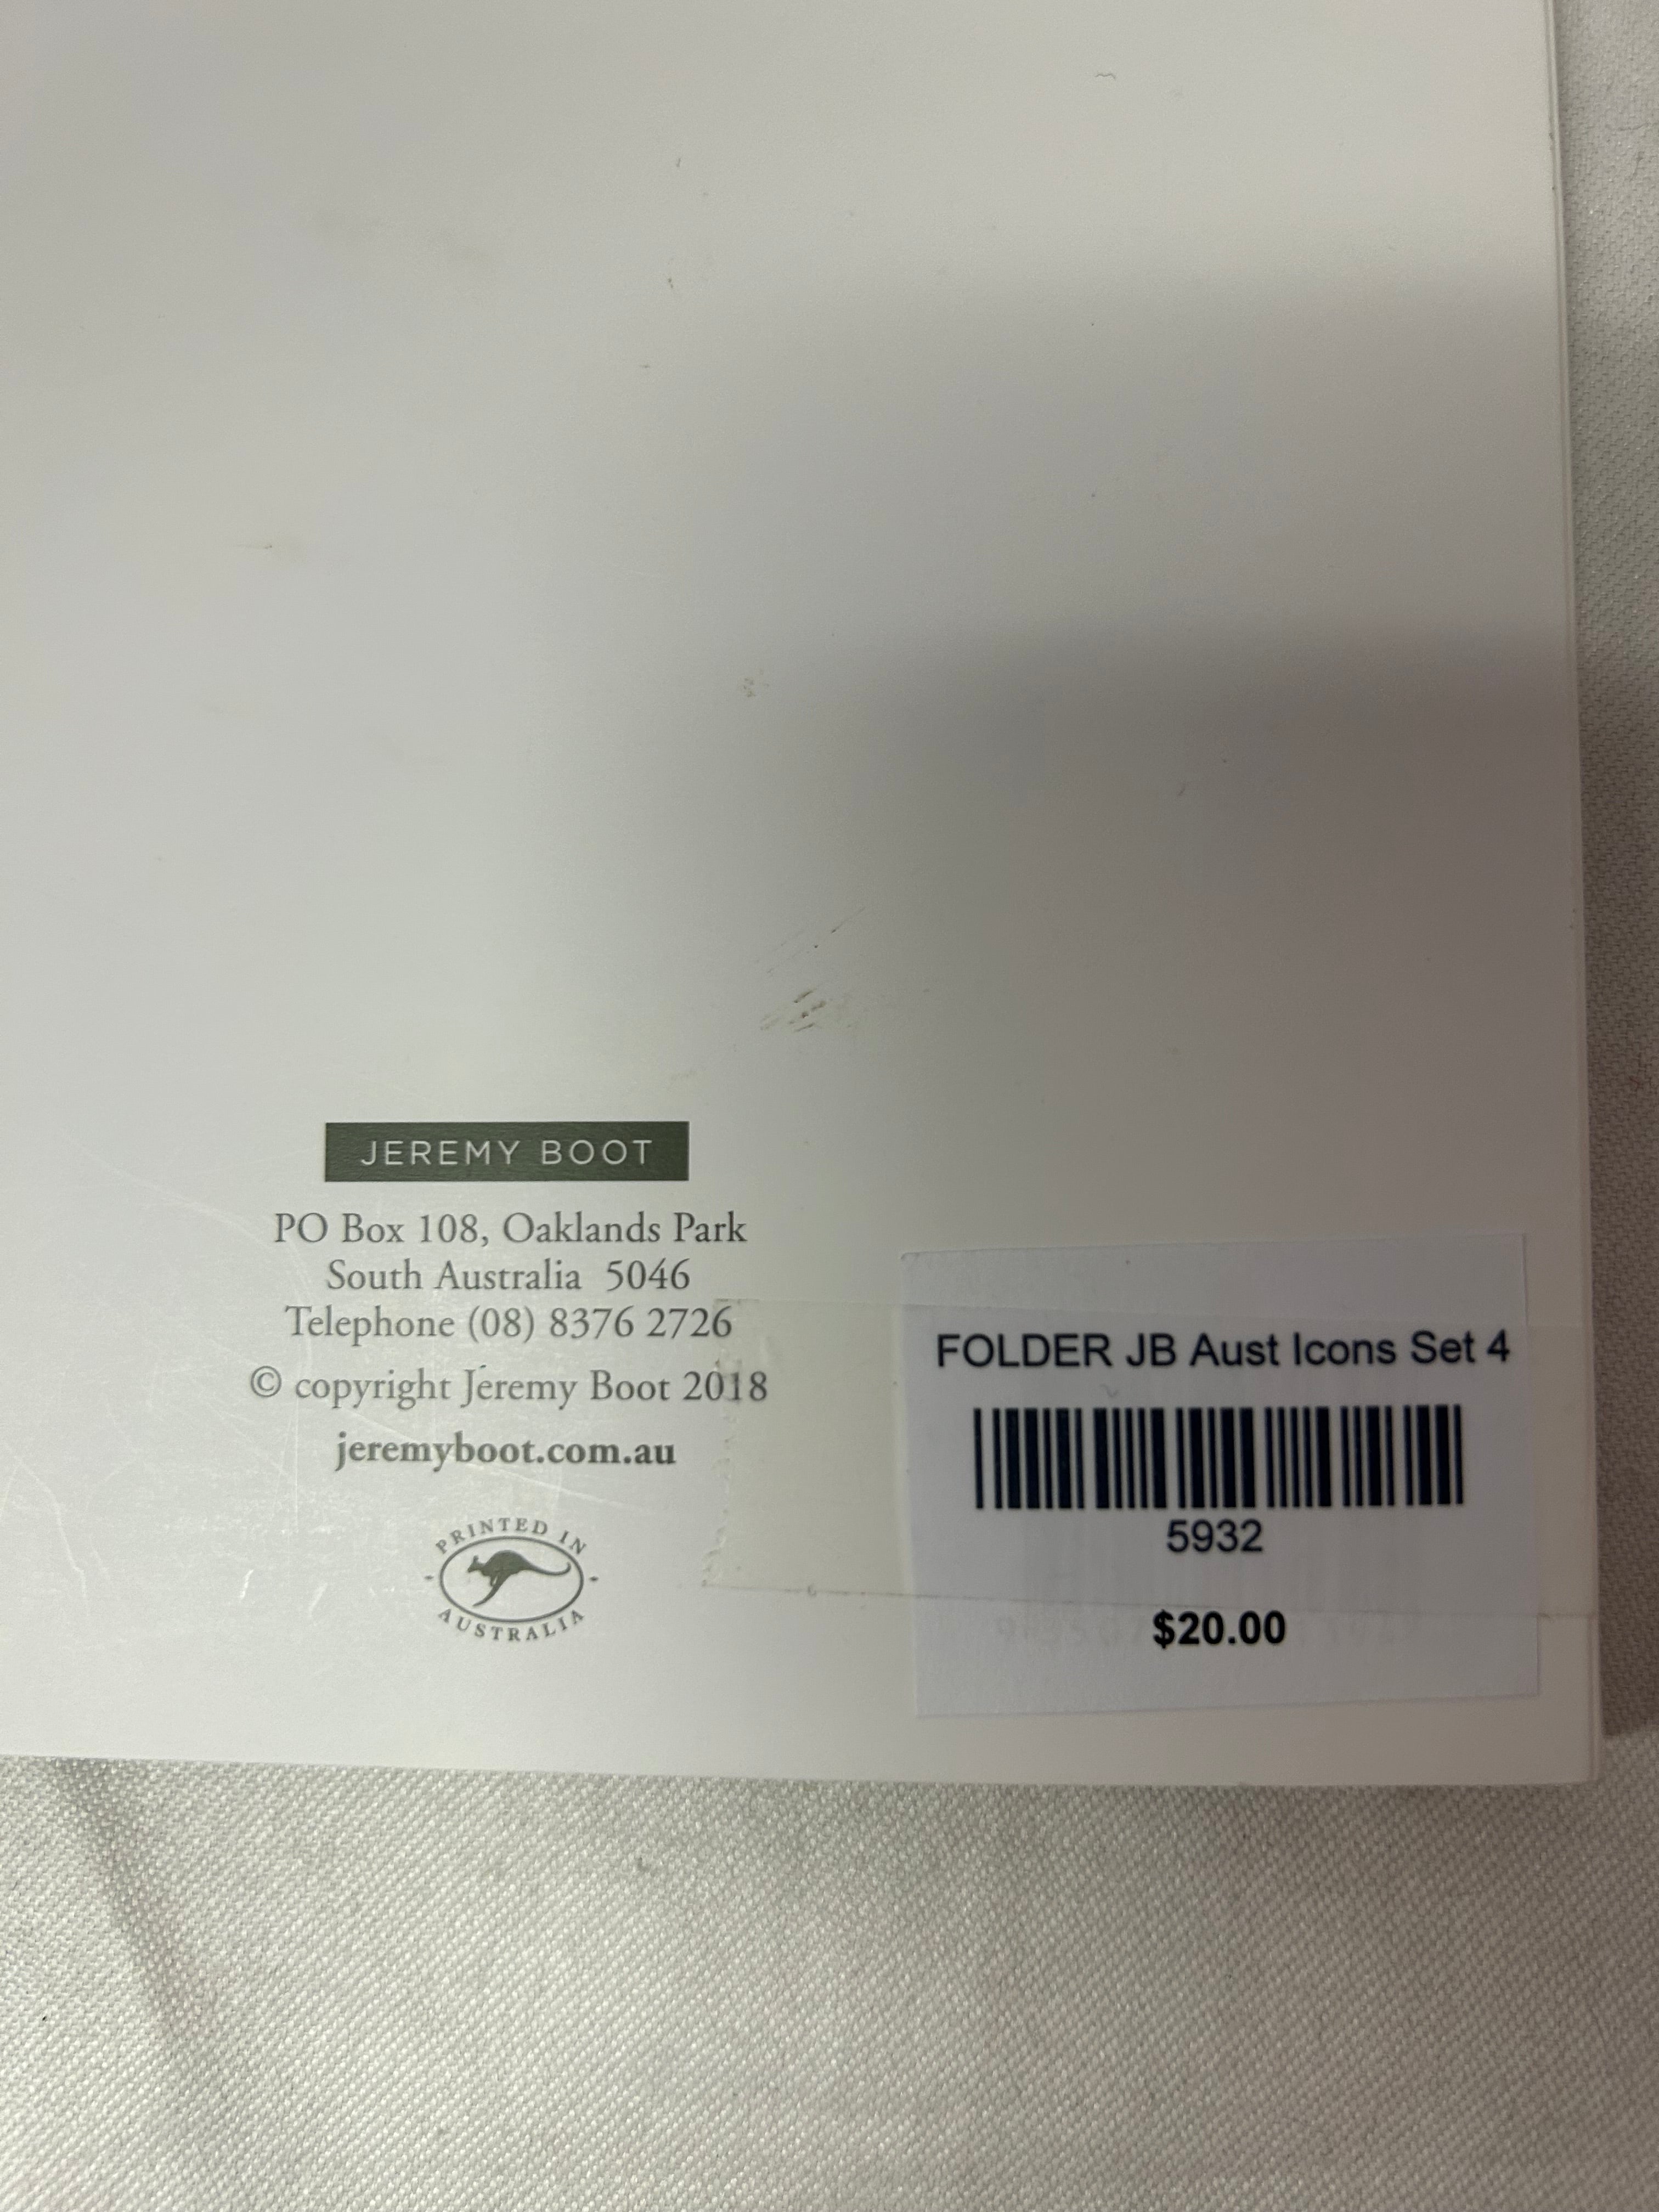 JEREMY BOOT
PO Box 108, Oaklands Park
South Australia 5046
Telephone (08) 8376 2726
© copyright Jeremy Boot 2018
jeremyboot.com.au
PRINTED IN
AUSTRALIA
FOLDER JB Aust Icons Set 4
5932
$20.00